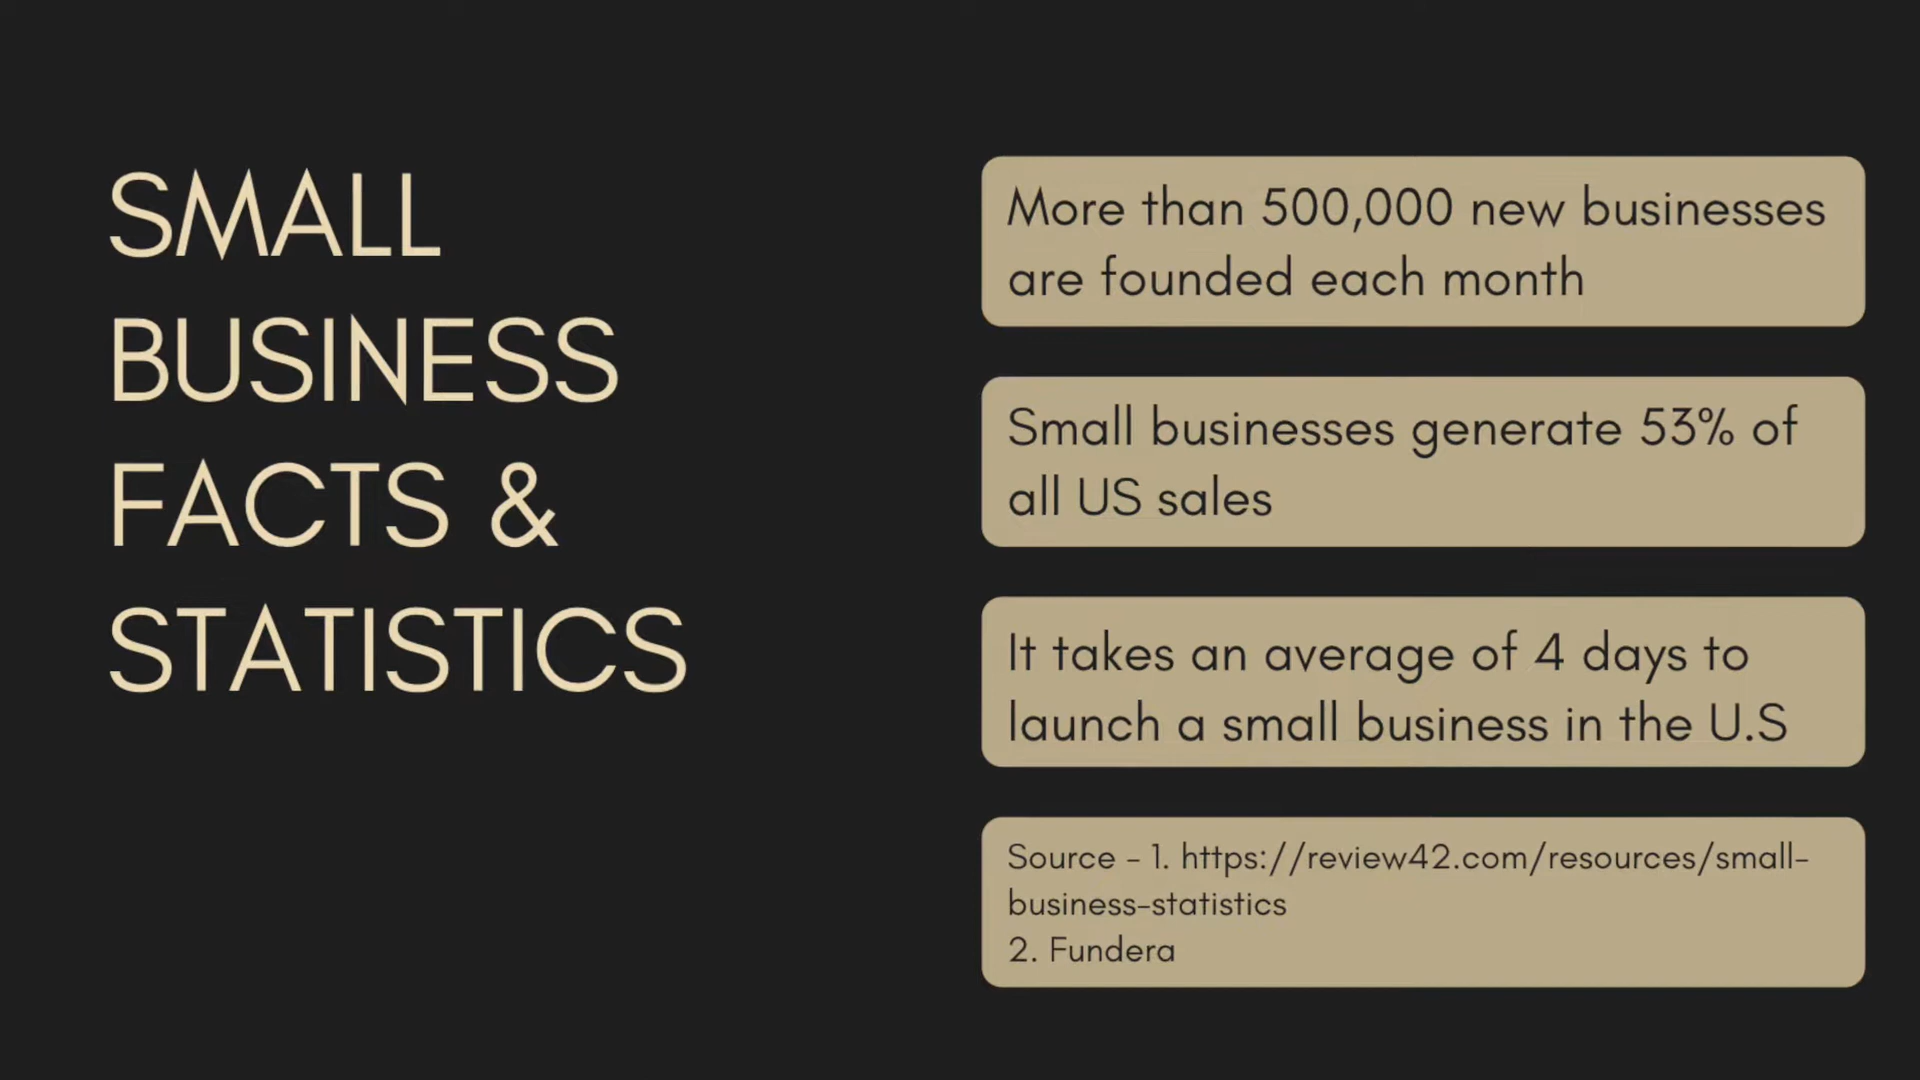 SMALL
BUSINESS
FACTS &
STATISTICS
More than 500,000 new businesses
are founded each month
Small businesses generate 53% of
all US sales
It takes an average of 4 days to
launch a small business in the U.S
Source - 1. https://review42.com/resources/small-
business-statistics
2. Fundera